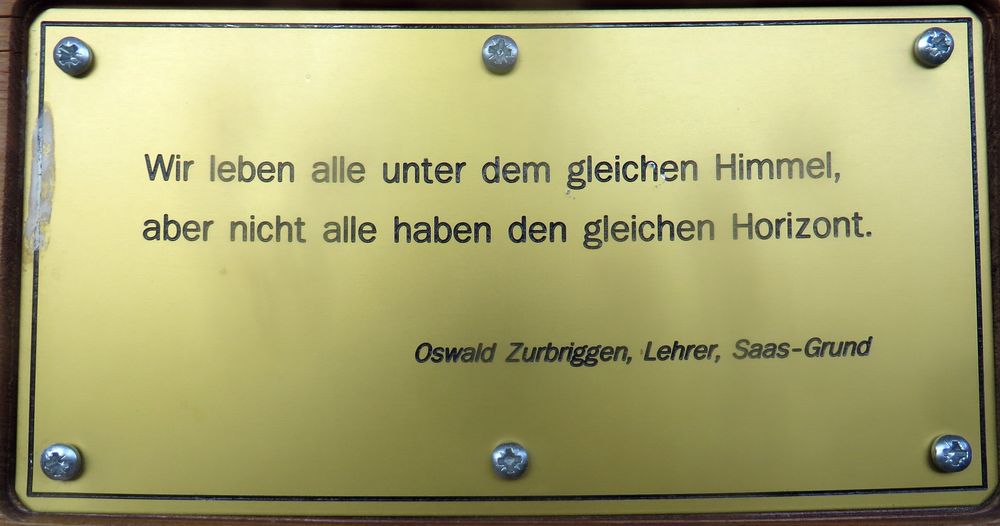 Wir leben alle unter dem gleichen Himmel,
aber nicht alle haben den gleichen Horizont.
Oswald Zurbriggen, Lehrer, Saas-Grund